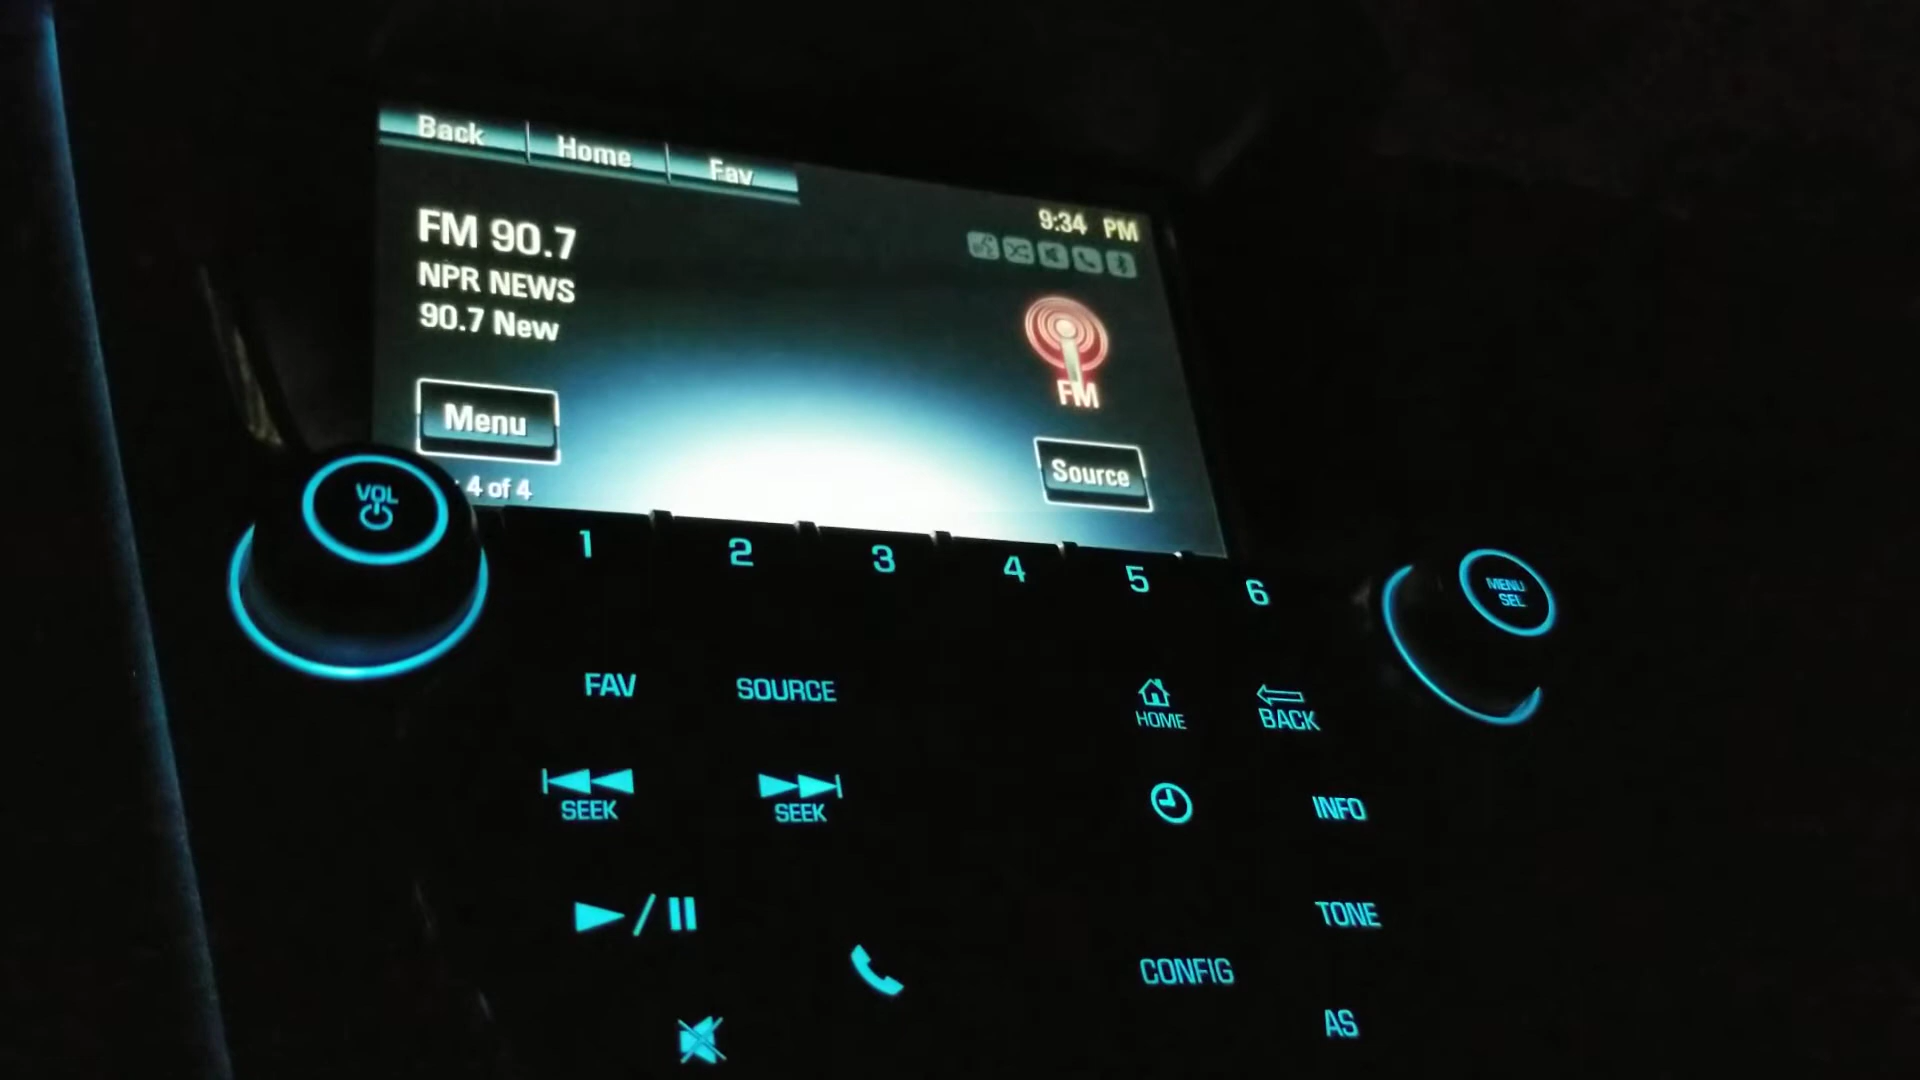 Back Home Fav
9:34 PM
FM 90.7
NPR NEWS
90.7 New
FM
Menu
Source
4 of 4
VOL
1 2 3 4 5 6
MENU
SEL
FAV SOURCE
HOME BACK
SEEK SEEK
INFO
TONE
CONFIG
AS